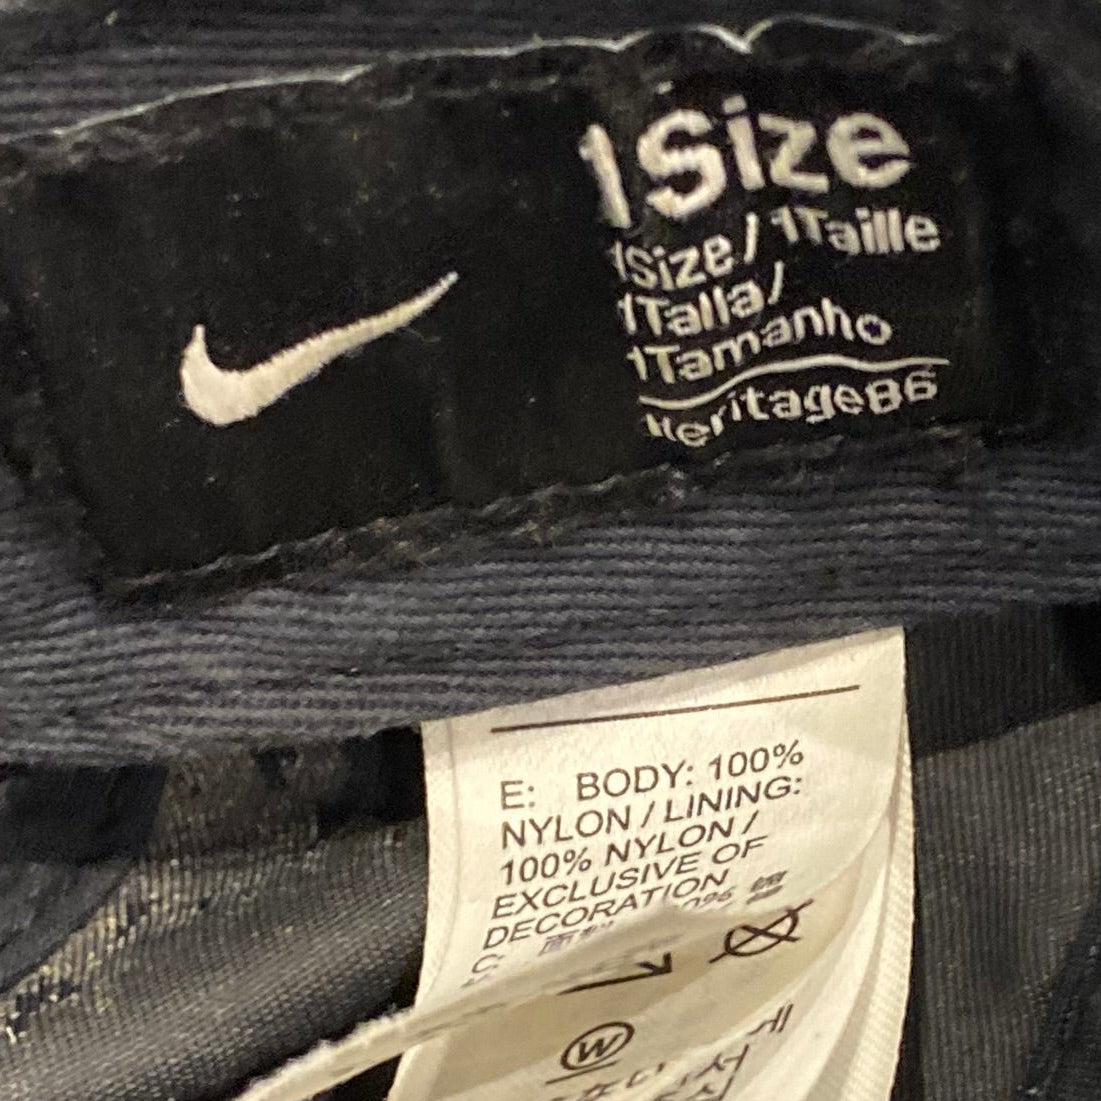 1Size
1Size / 1Taille
1Talla /
1Tamanho
Heritage86
E: BODY: 100%
NYLON / LINING:
100% NYLON /
EXCLUSIVE OF
DECORATION
W